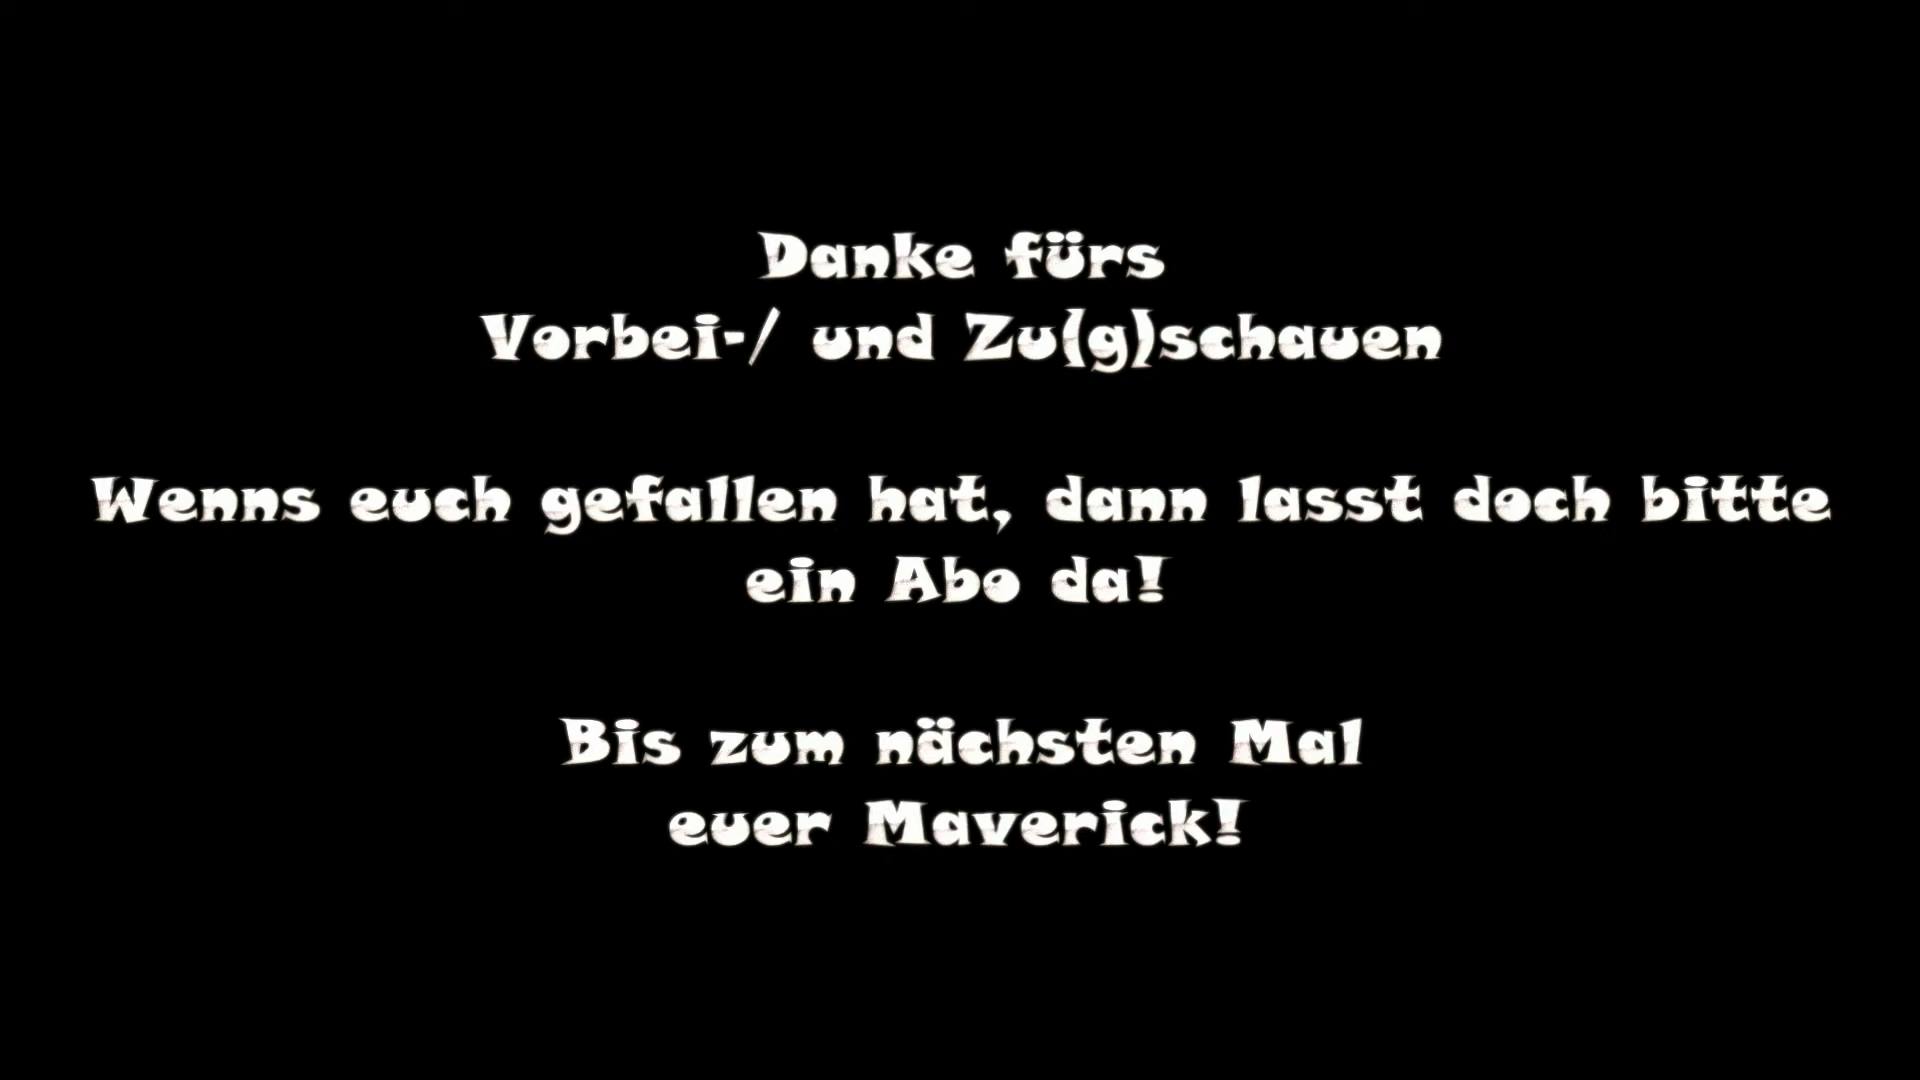 Danke fürs
Vorbei-/ und Zu(g)schauen
Wenns euch gefallen hat, dann lasst doch bitte
ein Abo da!
Bis zum nächsten Mal
euer Maverick!